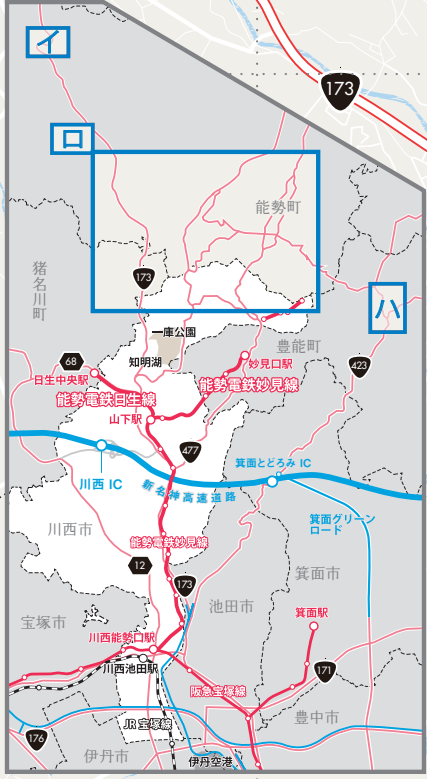 イ
173
ロ
能勢町
猪名川町
173
ハ
一庫公園
豊能町
68
知明湖
妙見口駅
423
日生中央駅
能勢電鉄日生線
能勢電鉄妙見線
山下駅
477
箕面とどろみ IC
川西 IC
新名神高速道路
箕面グリーン
ロード
川西市
能勢電鉄妙見線
12
箕面市
173
池田市
箕面駅
宝塚市
川西能勢口駅
川西池田駅
171
阪急宝塚線
豊中市
JR 宝塚線
176
伊丹市
伊丹空港